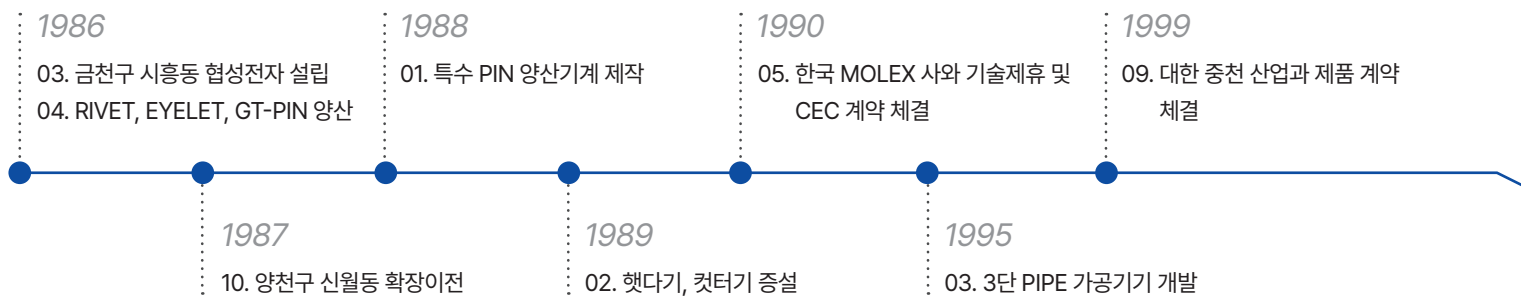 1986
03. 금천구 시흥동 협성전자 설립
04. RIVET, EYELET, GT-PIN 양산
1987
10. 양천구 신월동 확장이전
1988
01. 특수 PIN 양산기계 제작
1989
02. 햇다기, 컷터기 증설
1990
05. 한국 MOLEX 사와 기술제휴 및
CEC 계약 체결
1995
03. 3단 PIPE 가공기기 개발
1999
09. 대한 중천 산업과 제품 계약
체결